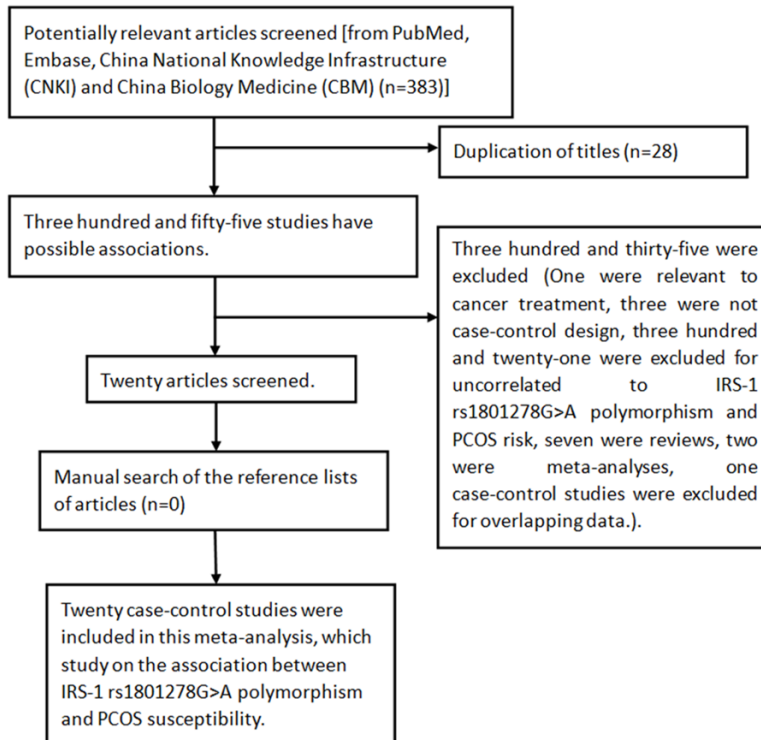 Potentially relevant articles screened [from PubMed,
Embase, China National Knowledge Infrastructure
(CNKI) and China Biology Medicine (CBM) (n=383)]
Duplication of titles (n=28)
Three hundred and fifty-five studies have
possible associations.
Three hundred and thirty-five were
excluded (One were relevant to
cancer treatment, three were not
case-control design, three hundred
and twenty-one were excluded for
uncorrelated to IRS-1
rs1801278G>A polymorphism and
PCOS risk, seven were reviews, two
were meta-analyses, one
case-control studies were excluded
for overlapping data.).
Twenty articles screened.
Manual search of the reference lists
of articles (n=0)
Twenty case-control studies were
included in this meta-analysis, which
study on the association between
IRS-1 rs1801278G>A polymorphism
and PCOS susceptibility.